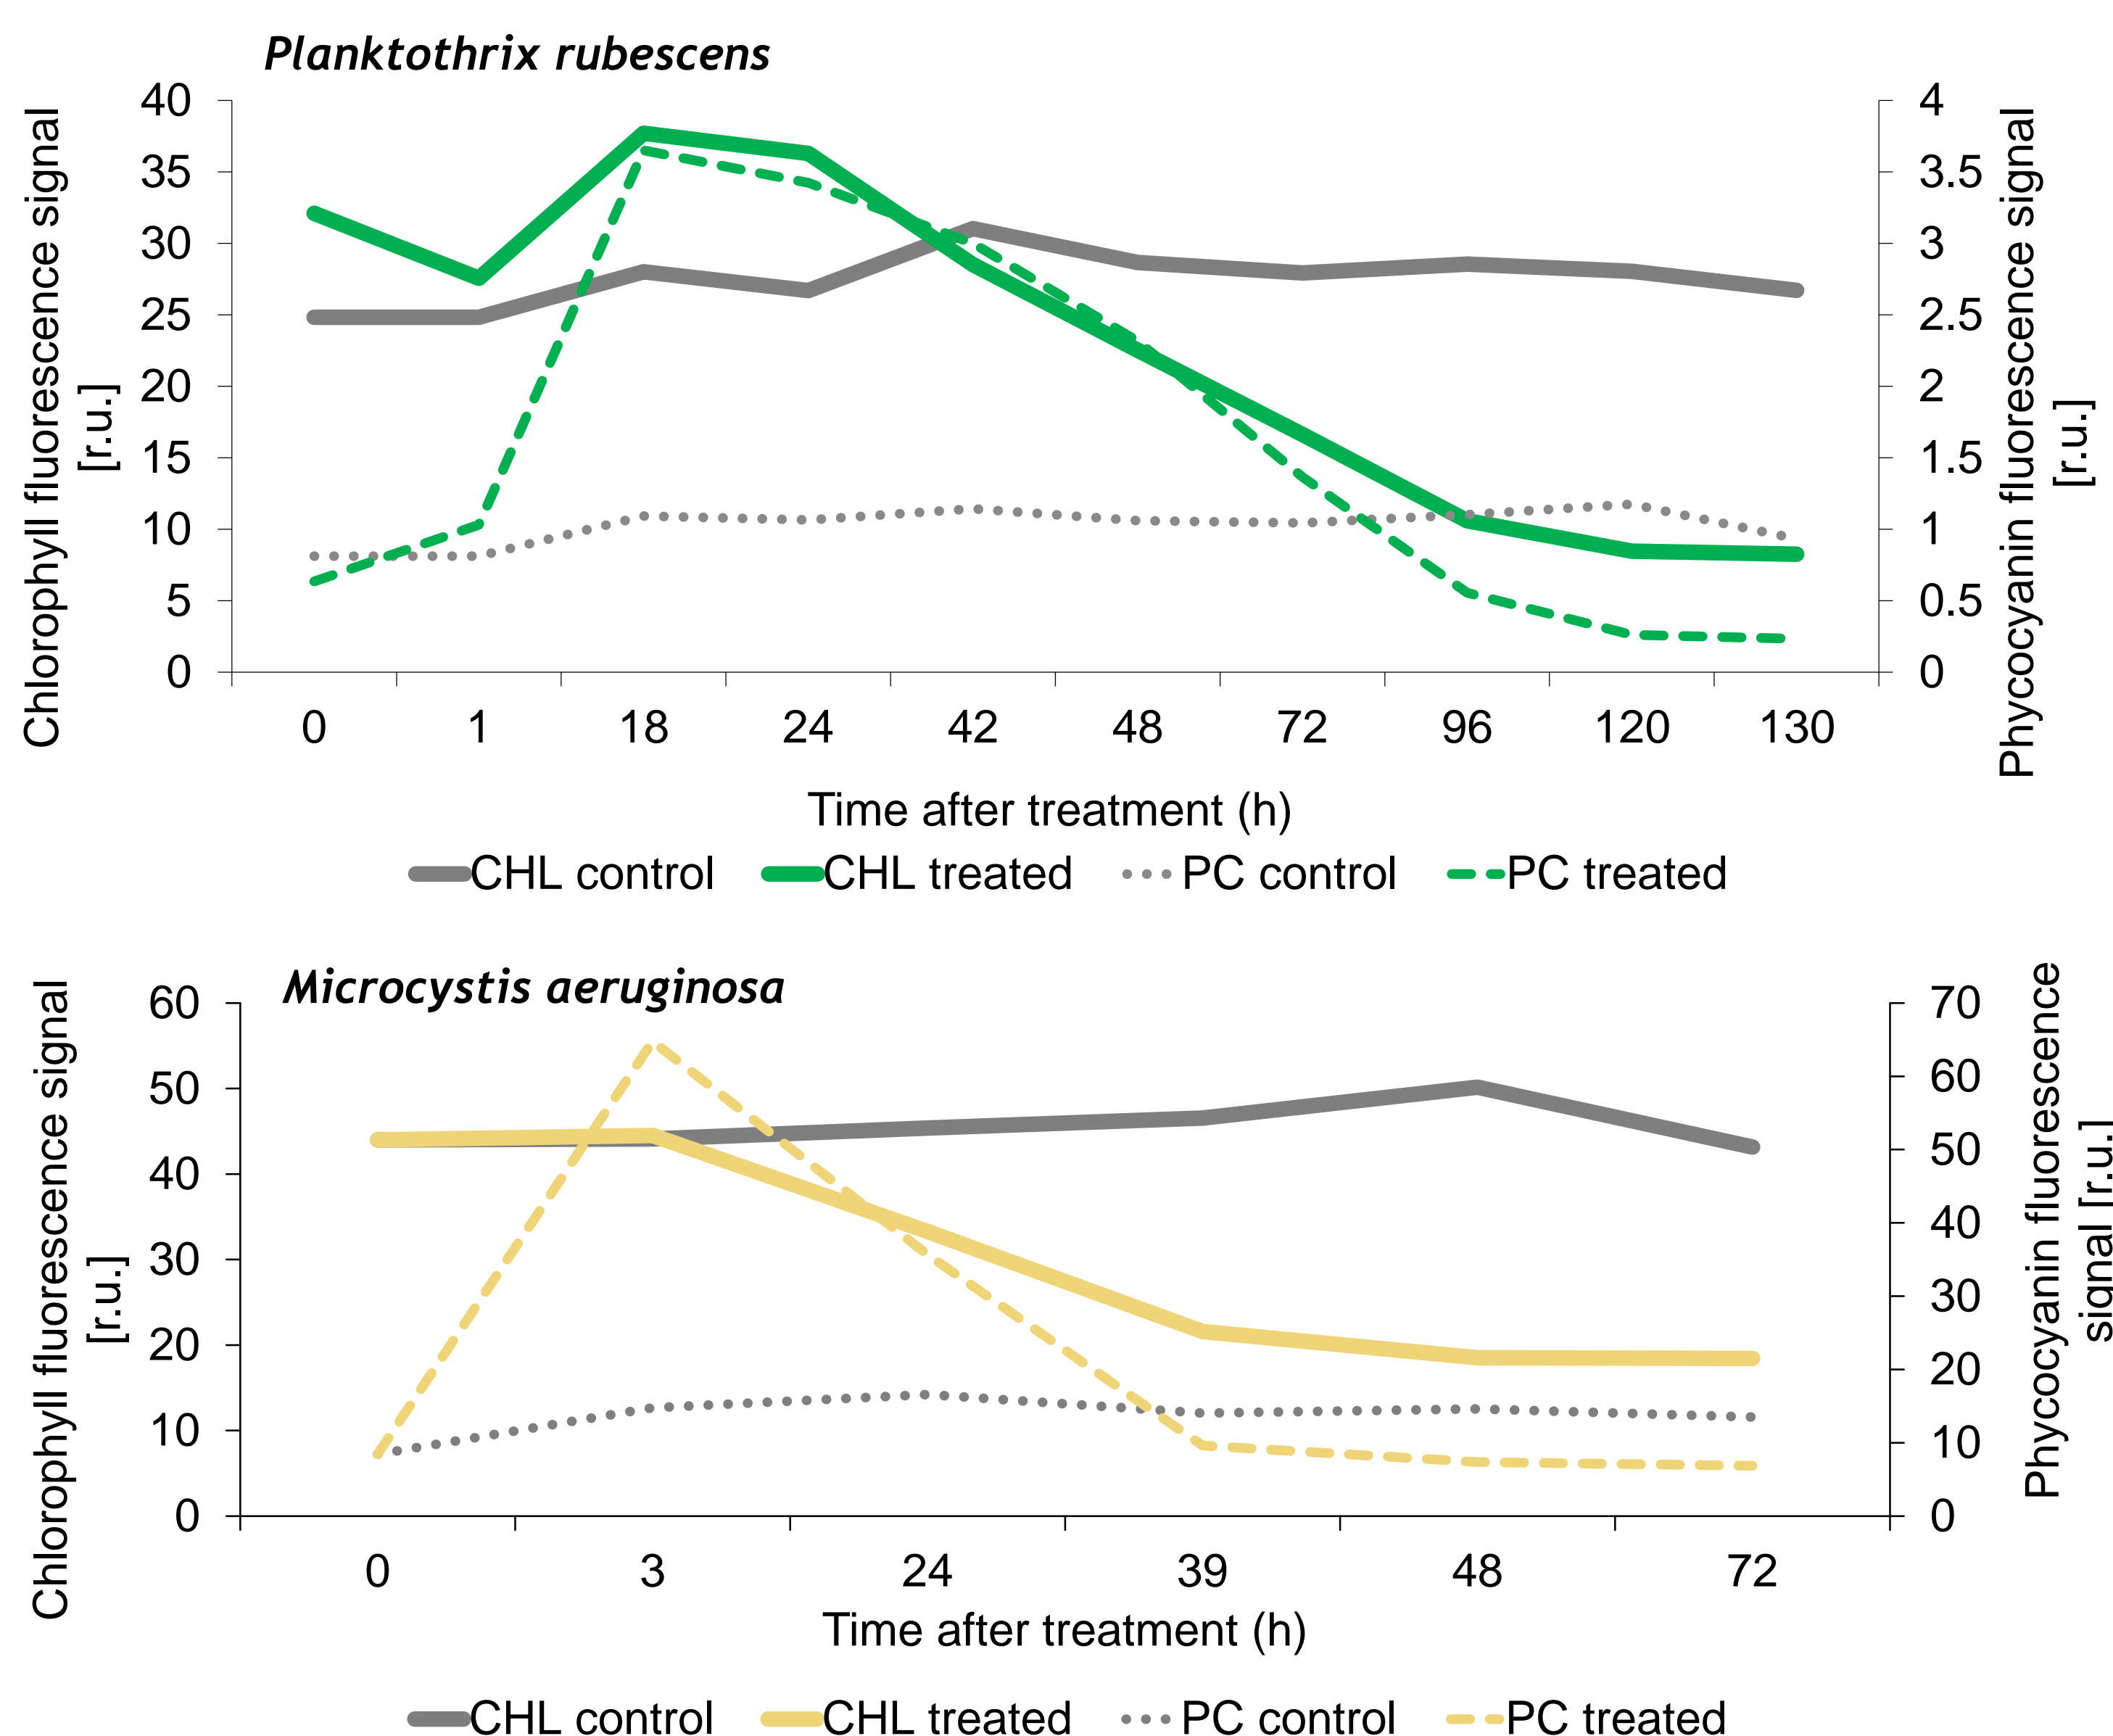 Planktothrix rubescens
Chlorophyll fluorescence signal
[r.u.]
40
35
30
25
20
15
10
5
0
4
3.5
3
2.5
2
1.5
1
0.5
0
Phycocyanin fluorescence signal
[r.u.]
0 1 18 24 42 48 72 96 120 130
Time after treatment (h)
CHL control CHL treated PC control PC treated
Microcystis aeruginosa
Chlorophyll fluorescence signal
[r.u.]
60
50
40
30
20
10
0
70
60
50
40
30
20
10
0
Phycocyanin fluorescence
signal [r.u.]
0 3 24 39 48 72
Time after treatment (h)
CHL control CHL treated PC control PC treated